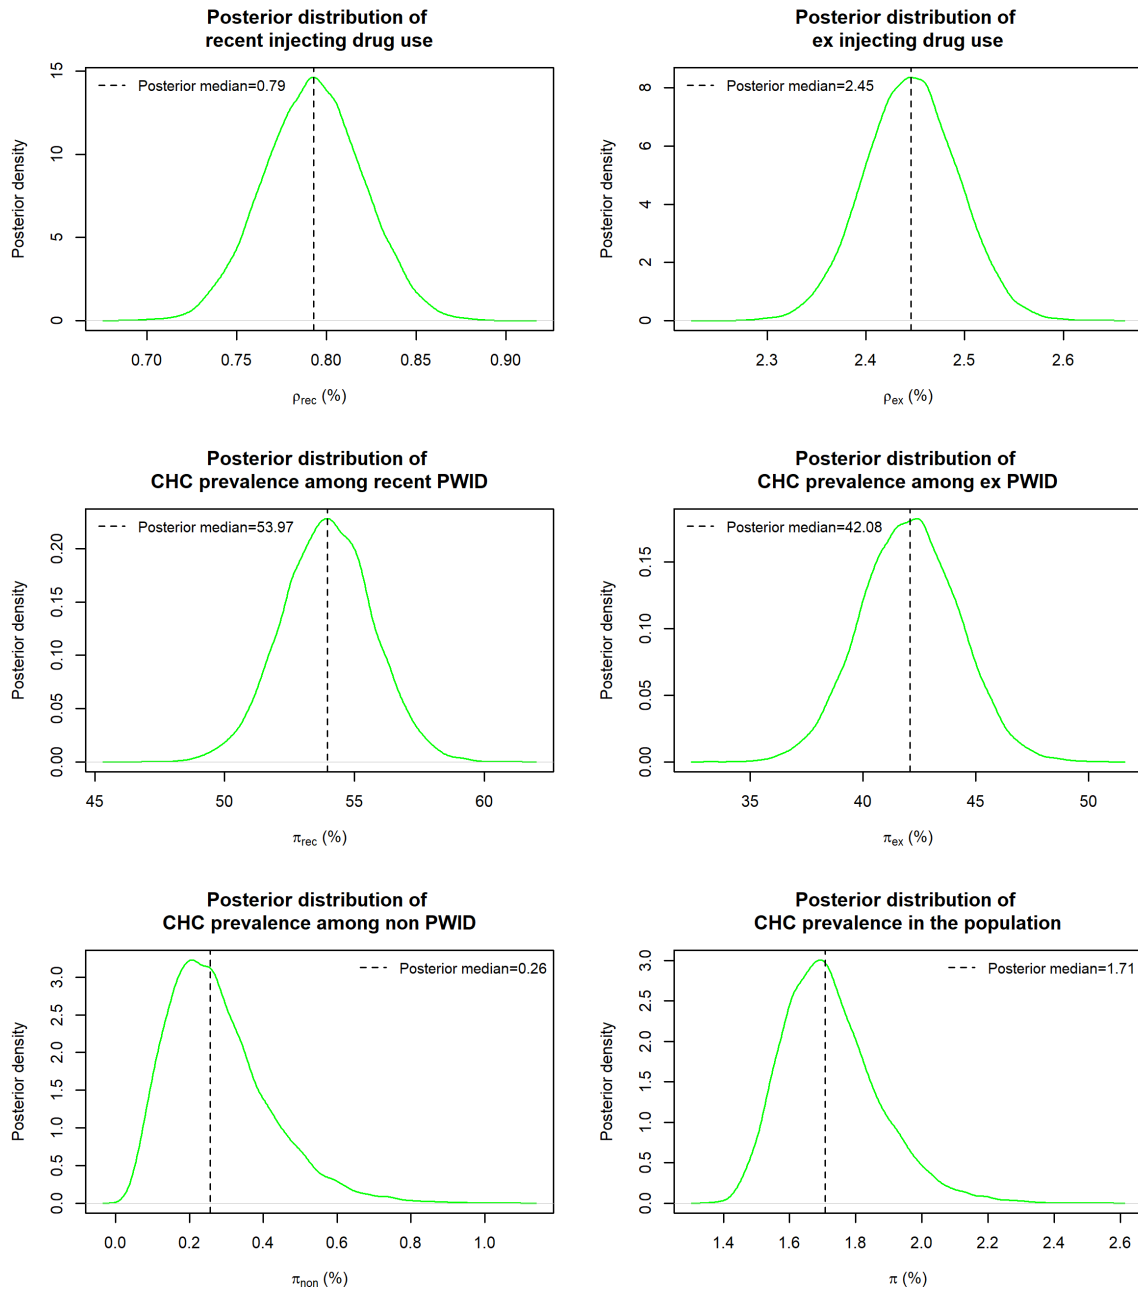 Posterior distribution of
recent injecting drug use
Posterior median=0.79
Posterior density
0
5
10
15
0.70
0.75
0.80
0.85
0.90
ρrec (%)
Posterior distribution of
ex injecting drug use
Posterior median=2.45
Posterior density
0
2
4
6
8
2.3
2.4
2.5
2.6
ρex (%)
Posterior distribution of
CHC prevalence among recent PWID
Posterior median=53.97
Posterior density
0.00
0.05
0.10
0.15
0.20
45
50
55
60
πrec (%)
Posterior distribution of
CHC prevalence among ex PWID
Posterior median=42.08
Posterior density
0.00
0.05
0.10
0.15
35
40
45
50
πex (%)
Posterior distribution of
CHC prevalence among non PWID
Posterior median=0.26
Posterior density
0.0
0.5
1.0
1.5
2.0
2.5
3.0
0.0
0.2
0.4
0.6
0.8
1.0
πnon (%)
Posterior distribution of
CHC prevalence in the population
Posterior median=1.71
Posterior density
0.0
0.5
1.0
1.5
2.0
2.5
3.0
1.4
1.6
1.8
2.0
2.2
2.4
2.6
π (%)